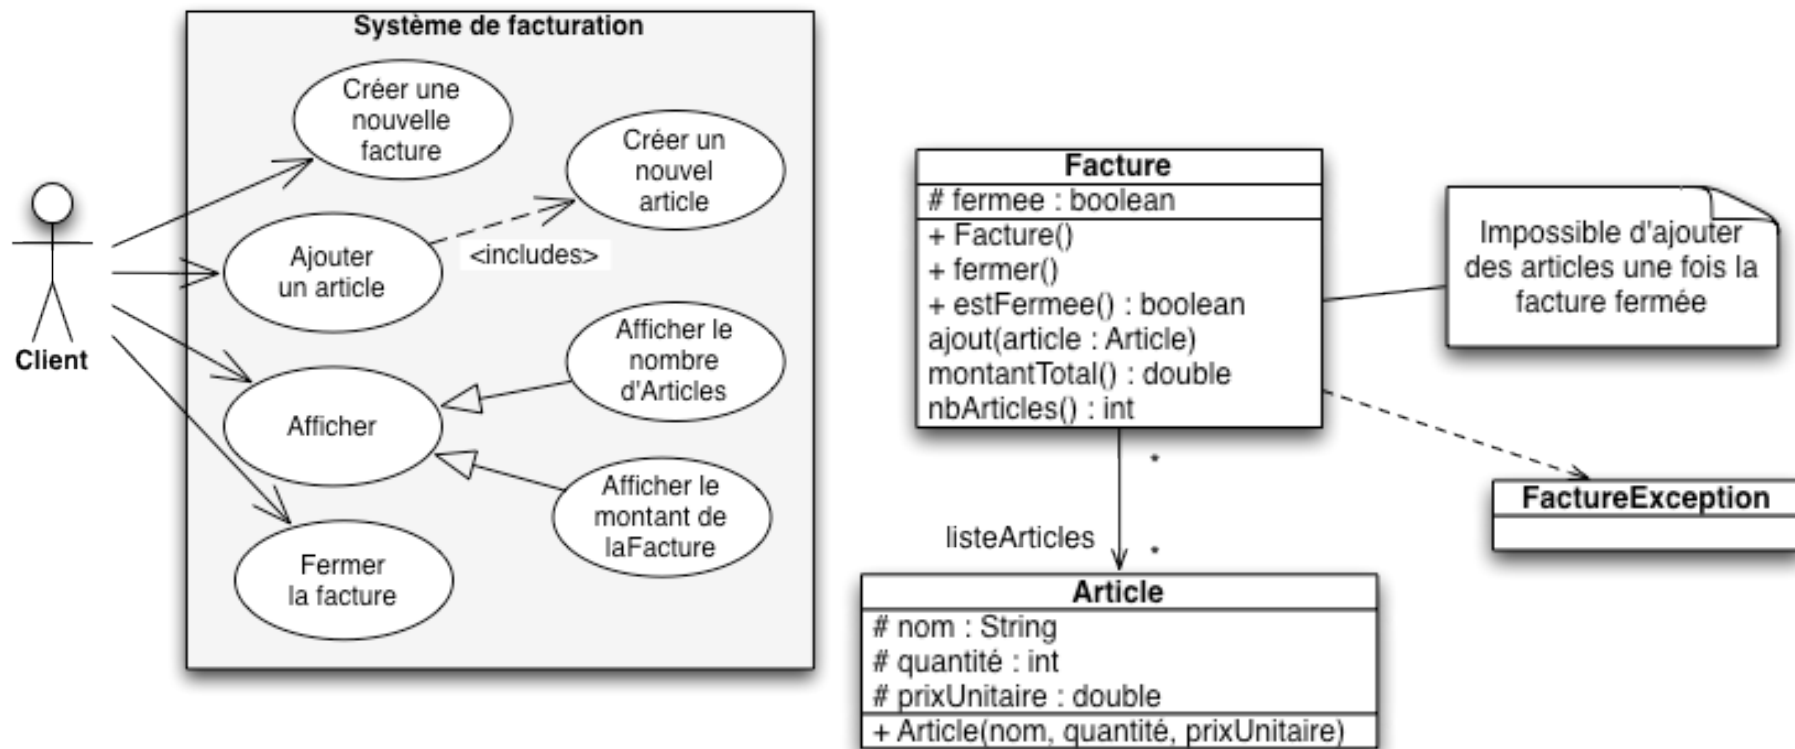 Système de facturation
Créer une
nouvelle
facture
Créer un
nouvel
article
Ajouter
un article
<includes>
Client
Afficher le
nombre
d'Articles
Afficher
Afficher le
montant de
laFacture
Fermer
la facture
Facture
# fermee : boolean
+ Facture()
+ fermer()
+ estFermee() : boolean
ajout(article : Article)
montantTotal() : double
nbArticles() : int
Impossible d'ajouter
des articles une fois la
facture fermée
*
listeArticles
*
FactureException
Article
# nom : String
# quantité : int
# prixUnitaire : double
+ Article(nom, quantité, prixUnitaire)